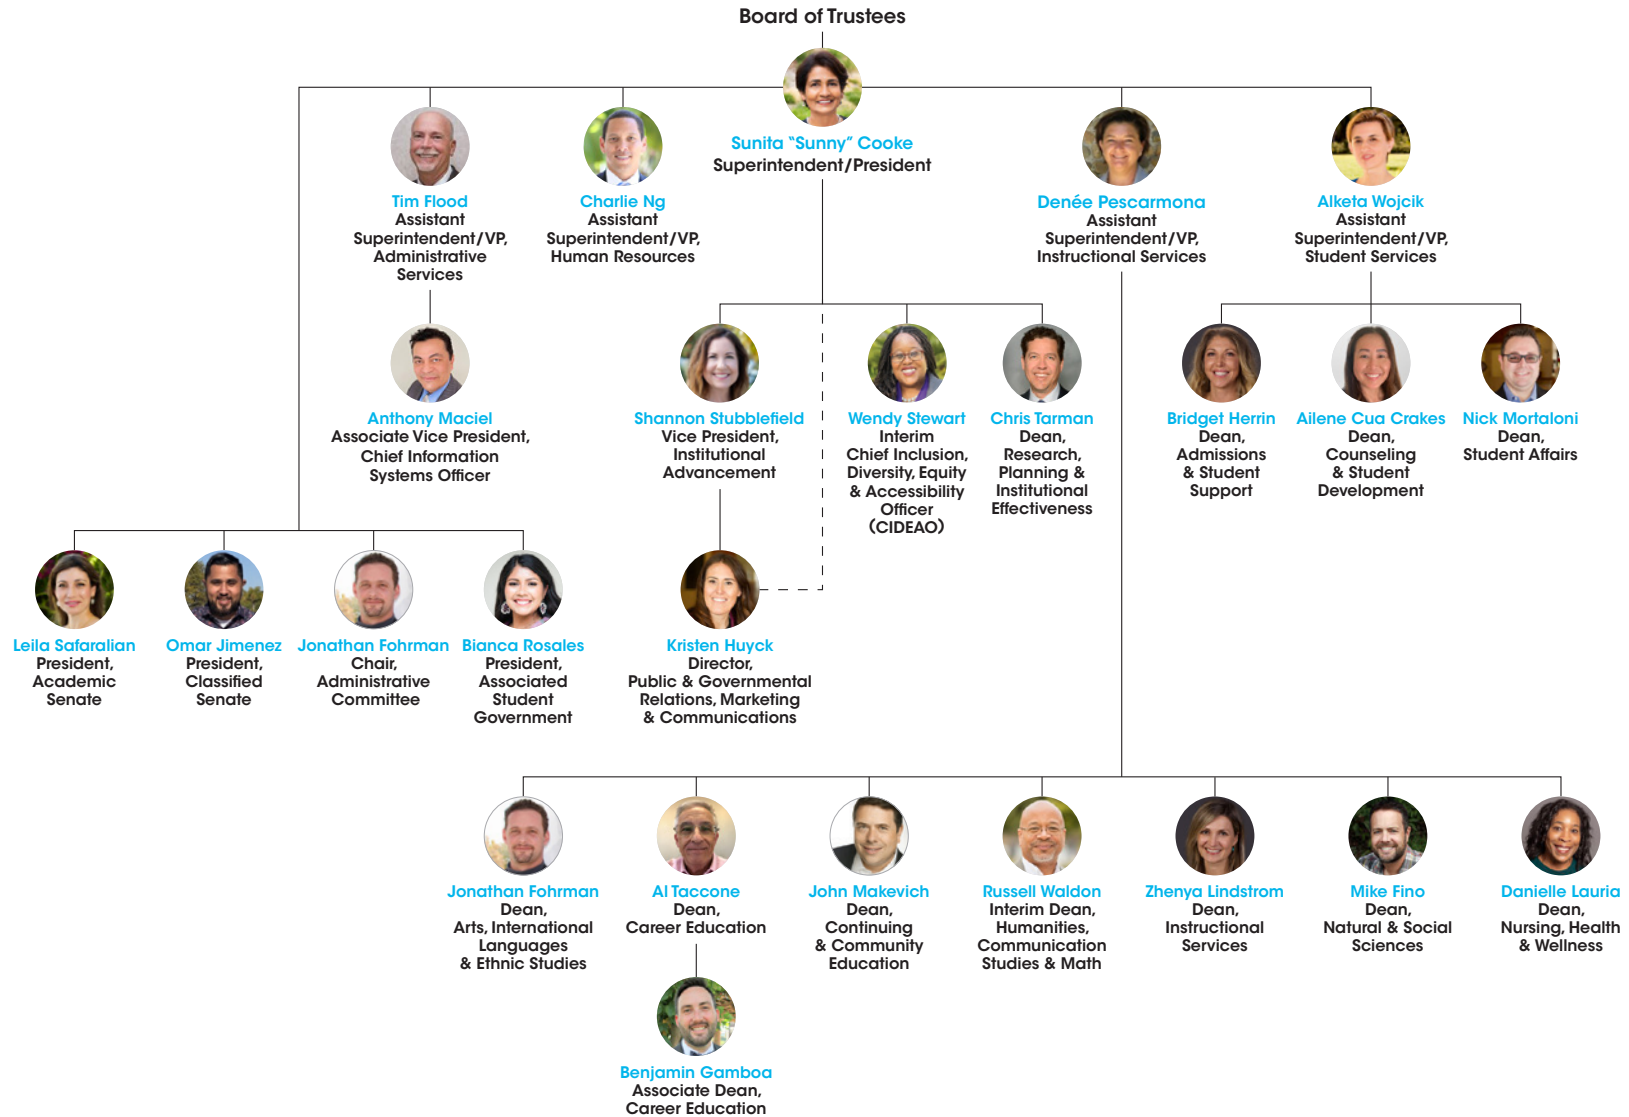 Board of Trustees
Sunita “Sunny” Cooke
Superintendent/President
Tim Flood
Assistant
Superintendent/VP,
Administrative
Services
Charlie Ng
Assistant
Superintendent/VP,
Human Resources
Denée Pescarmona
Assistant
Superintendent/VP,
Instructional Services
Alketa Wojcik
Assistant
Superintendent/VP,
Student Services
Anthony Maciel
Associate Vice President,
Chief Information
Systems Officer
Shannon Stubblefield
Vice President,
Institutional
Advancement
Wendy Stewart
Interim
Chief Inclusion,
Diversity, Equity
& Accessibility
Officer
(CIDEAO)
Chris Tarman
Dean,
Research,
Planning &
Institutional
Effectiveness
Bridget Herrin
Dean,
Admissions
& Student
Support
Ailene Cua Crakes
Dean,
Counseling
& Student
Development
Nick Mortaloni
Dean,
Student Affairs
Leila Safaralian
President,
Academic
Senate
Omar Jimenez
President,
Classified
Senate
Jonathan Fohrman
Chair,
Administrative
Committee
Bianca Rosales
President,
Associated
Student
Government
Kristen Huyck
Director,
Public & Governmental
Relations, Marketing
& Communications
Jonathan Fohrman
Dean,
Arts, International
Languages
& Ethnic Studies
Al Taccone
Dean,
Career Education
John Makevich
Dean,
Continuing
& Community
Education
Russell Waldon
Interim Dean,
Humanities,
Communication
Studies & Math
Zhenya Lindstrom
Dean,
Instructional
Services
Mike Fino
Dean,
Natural & Social
Sciences
Danielle Lauria
Dean,
Nursing, Health
& Wellness
Benjamin Gamboa
Associate Dean,
Career Education